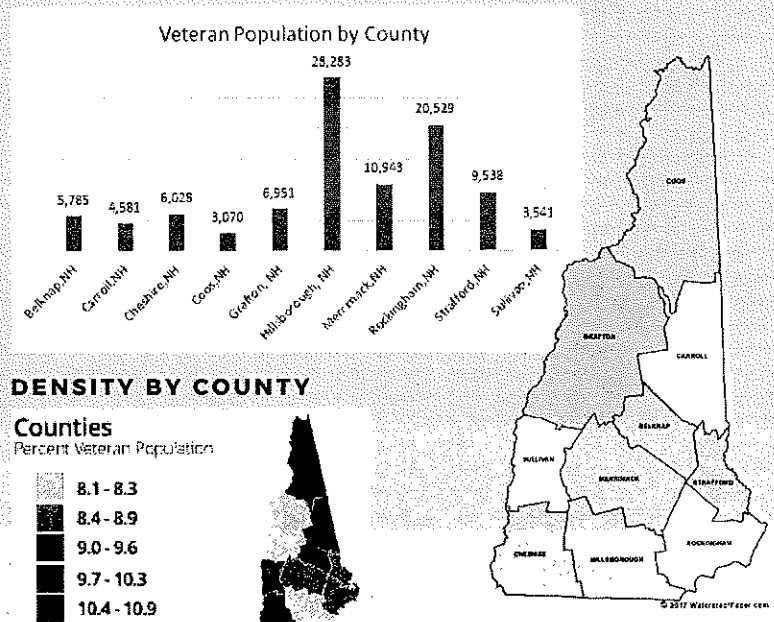 Veteran Population by County
28,283
20,529
10,943
9,538
5,785
4,581
6,028
3,070
6,951
3,541
Belknap, NH
Carroll, NH
Cheshire, NH
Coos, NH
Grafton, NH
Hillsborough, NH
Merrimack, NH
Rockingham, NH
Strafford, NH
Sullivan, NH
COOS
GRAFTON
CARROLL
BELKNAP
SULLIVAN
MERRIMACK
STRAFFORD
ROCKINGHAM
CHESHIRE
HILLSBOROUGH
DENSITY BY COUNTY
Counties
Percent Veteran Population
8.1 - 8.3
8.4 - 8.9
9.0 - 9.6
9.7 - 10.3
10.4 - 10.9
© 2017